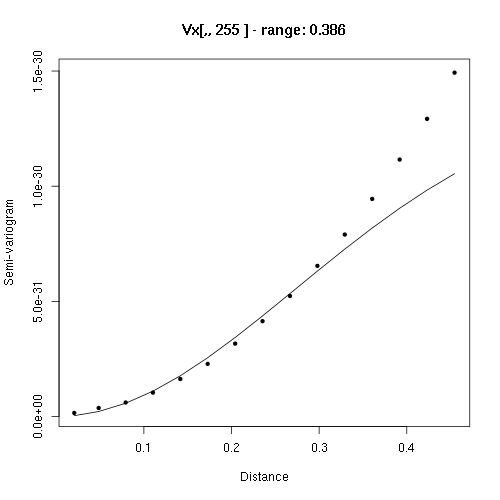 Vx[,, 255 ] - range: 0.386
Semi-variogram
1.5e-30
1.0e-30
5.0e-31
0.0e+00
0.1 0.2 0.3 0.4
Distance